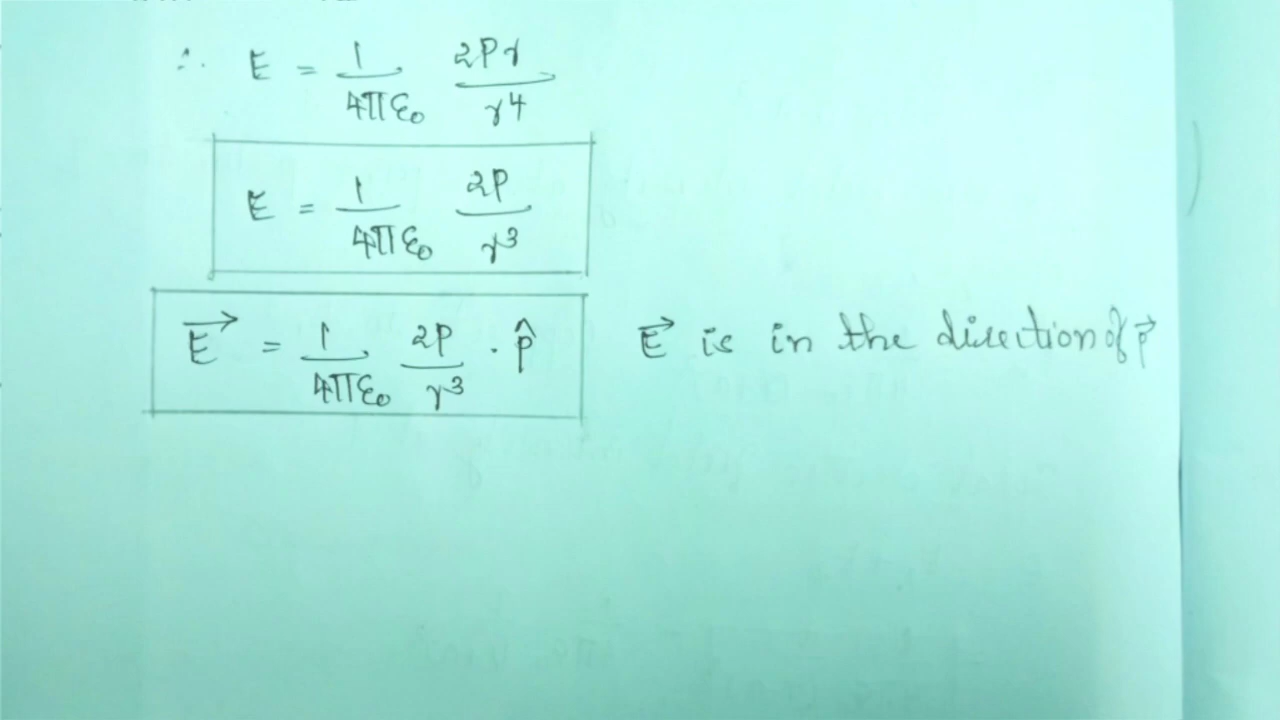 ∴ E = 1/4πε₀ 2Pr/r⁴
E = 1/4πε₀ 2P/r³
E⃗ = 1/4πε₀ 2P/r³ . p̂ E⃗ is in the direction of p⃗